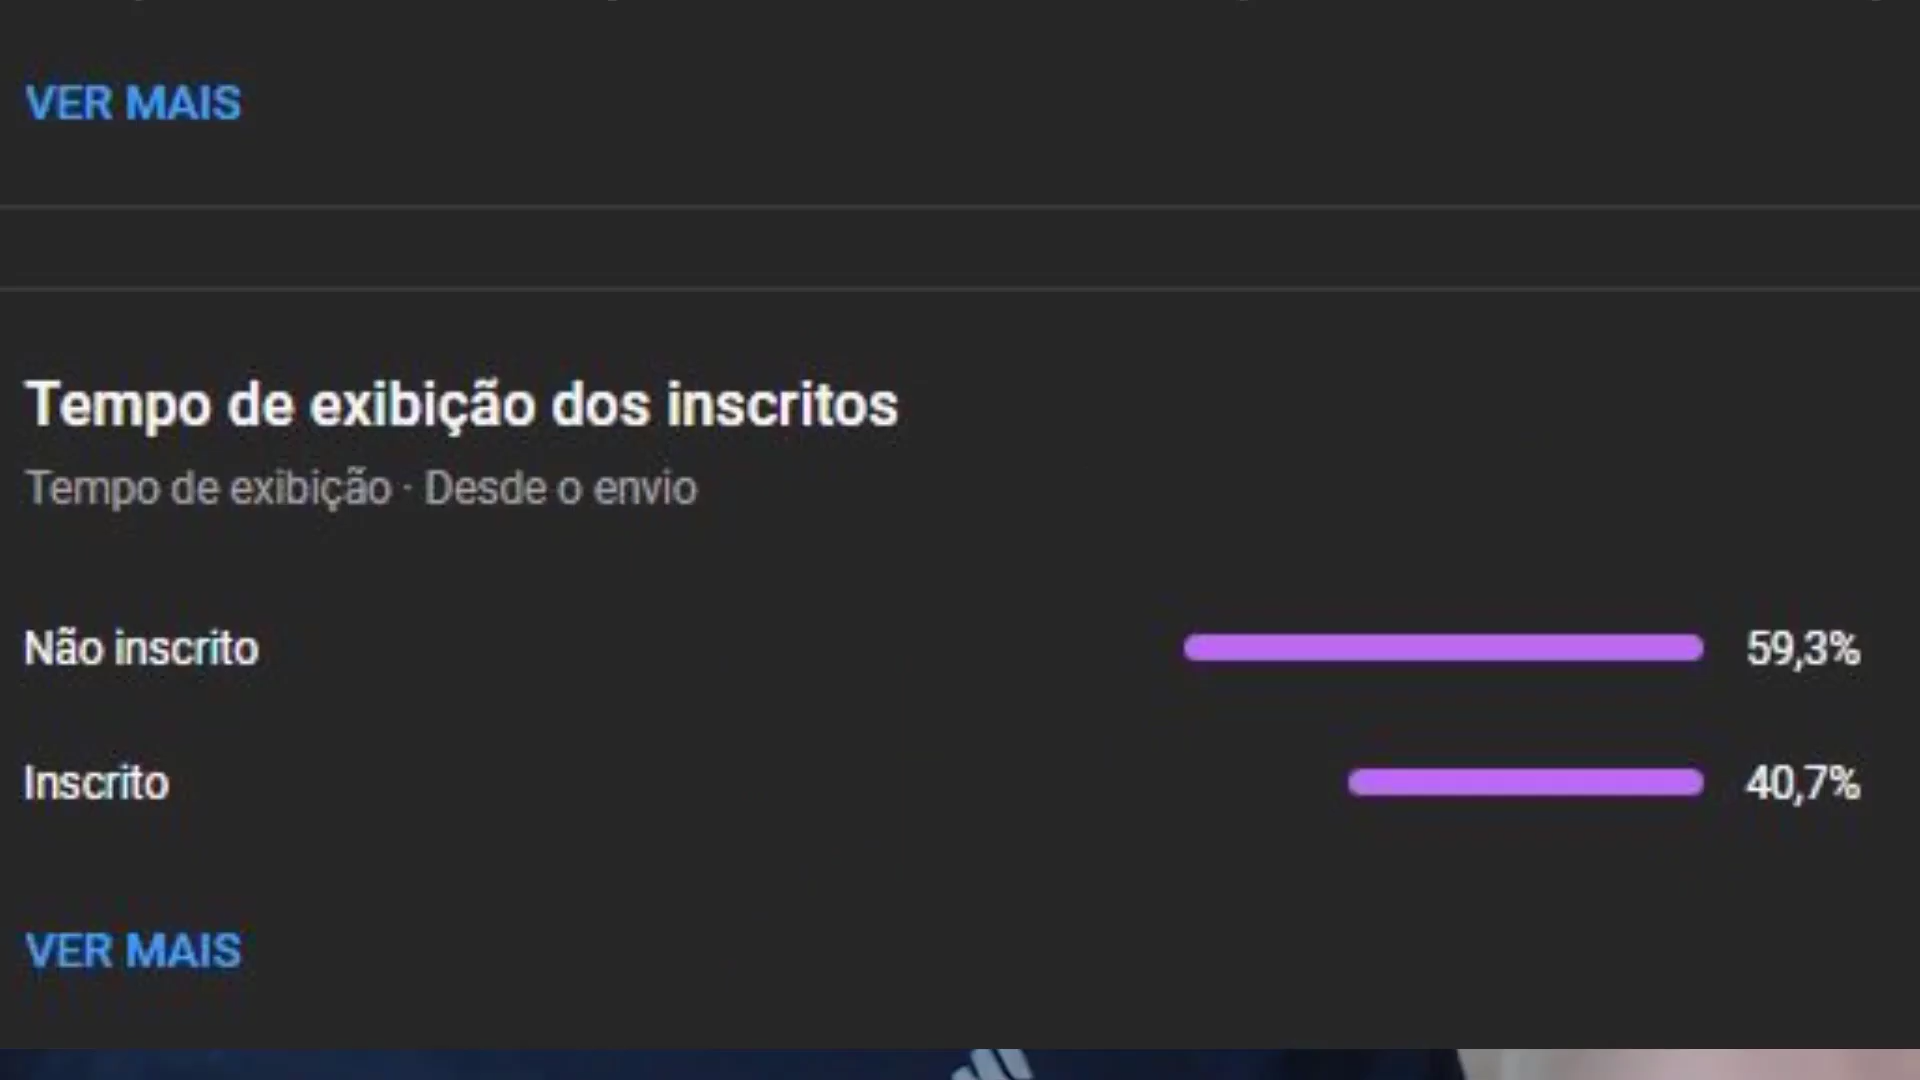 VER MAIS
Tempo de exibição dos inscritos
Tempo de exibição · Desde o envio
Não inscrito 59,3%
Inscrito 40,7%
VER MAIS